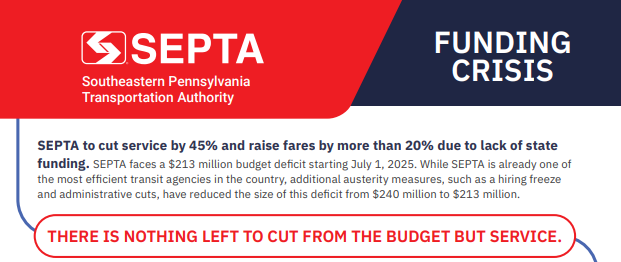 SEPTA
Southeastern Pennsylvania
Transportation Authority
FUNDING
CRISIS
SEPTA to cut service by 45% and raise fares by more than 20% due to lack of state
funding. SEPTA faces a $213 million budget deficit starting July 1, 2025. While SEPTA is already one of
the most efficient transit agencies in the country, additional austerity measures, such as a hiring freeze
and administrative cuts, have reduced the size of this deficit from $240 million to $213 million.
THERE IS NOTHING LEFT TO CUT FROM THE BUDGET BUT SERVICE.